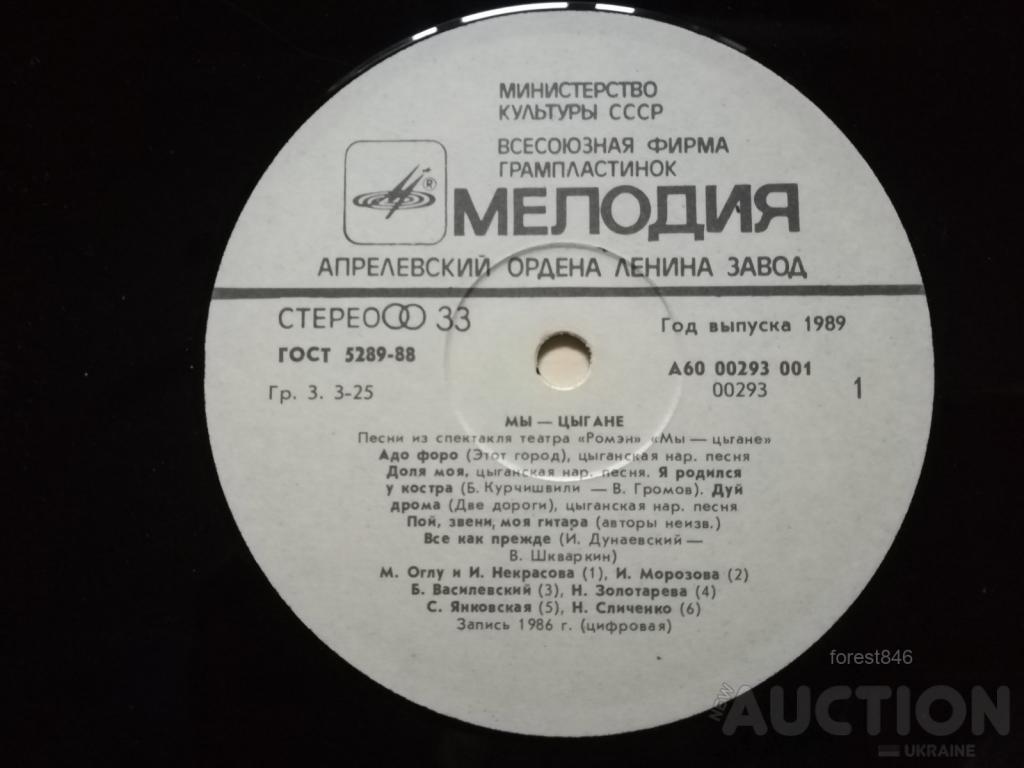 МИНИСТЕРСТВО
КУЛЬТУРЫ СССР
ВСЕСОЮЗНАЯ ФИРМА
ГРАМПЛАСТИНОК
®
МЕЛОДИЯ
АПРЕЛЕВСКИЙ ОРДЕНА ЛЕНИНА ЗАВОД
СТЕРЕО 33
Год выпуска 1989
ГОСТ 5289-88
А60 00293 001
Гр. 3. 3-25
00293
1
МЫ — ЦЫГАНЕ
Песни из спектакля театра «Ромэн» «Мы — цыгане»
Адо форо (Этот город), цыганская нар. песня
Доля моя, цыганская нар. песня. Я родился
у костра (Б. Курчишвили — В. Громов). Дуй
дрома (Две дороги), цыганская нар. песня
Пой, звени, моя гитара (авторы неизв.)
Все как прежде (И. Дунаевский —
В. Шкваркин)
М. Оглу и И. Некрасова (1), И. Морозова (2)
Б. Василевский (3), Н. Золотарева (4)
С. Янковская (5), Н. Сличенко (6)
Запись 1986 г. (цифровая)
forest846
NEW
AUCTION
UKRAINE